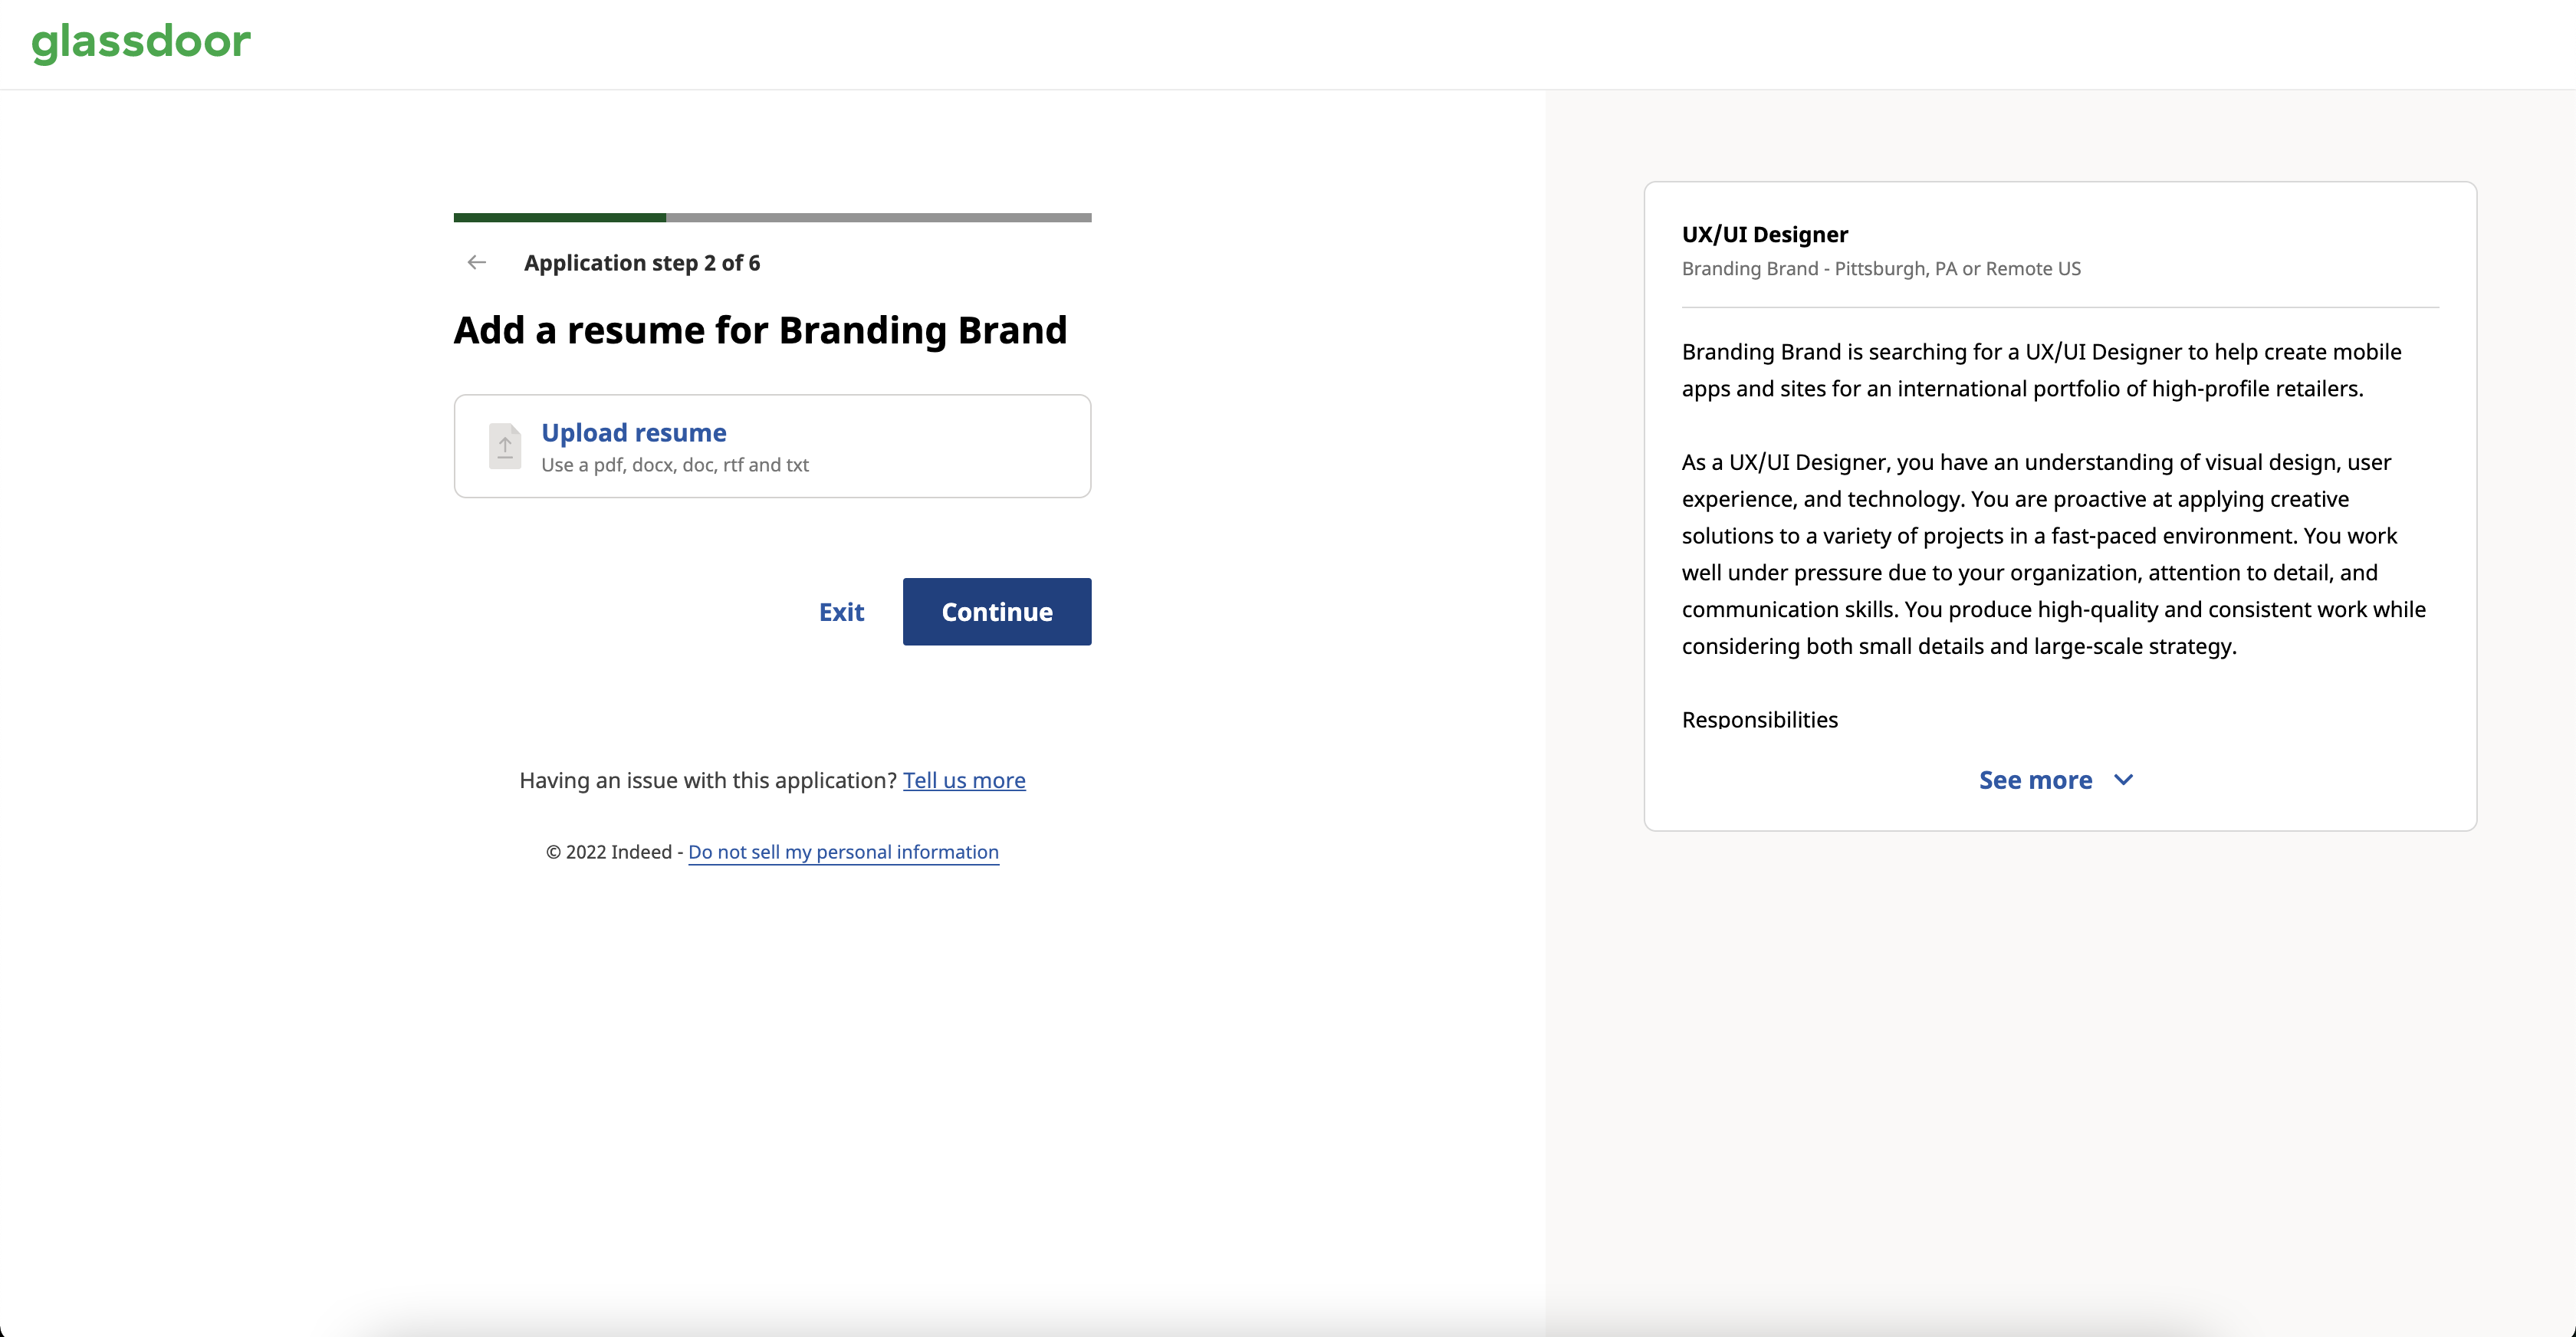 glassdoor
Application step 2 of 6
Add a resume for Branding Brand
Upload resume
Use a pdf, docx, doc, rtf and txt
Exit
Continue
Having an issue with this application? Tell us more
© 2022 Indeed - Do not sell my personal information
UX/UI Designer
Branding Brand - Pittsburgh, PA or Remote US
Branding Brand is searching for a UX/UI Designer to help create mobile
apps and sites for an international portfolio of high-profile retailers.
As a UX/UI Designer, you have an understanding of visual design, user
experience, and technology. You are proactive at applying creative
solutions to a variety of projects in a fast-paced environment. You work
well under pressure due to your organization, attention to detail, and
communication skills. You produce high-quality and consistent work while
considering both small details and large-scale strategy.
Responsibilities
See more